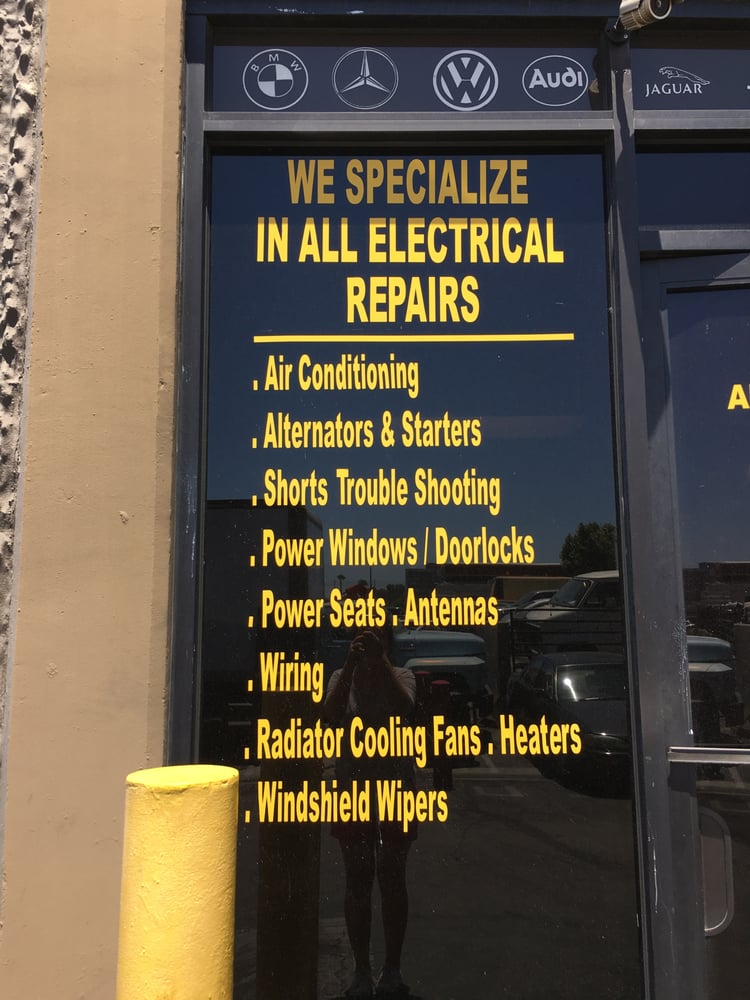 BMW
Audi
JAGUAR
WE SPECIALIZE
IN ALL ELECTRICAL
REPAIRS
. Air Conditioning
. Alternators & Starters
. Shorts Trouble Shooting
. Power Windows / Doorlocks
. Power Seats . Antennas
. Wiring
. Radiator Cooling Fans . Heaters
. Windshield Wipers